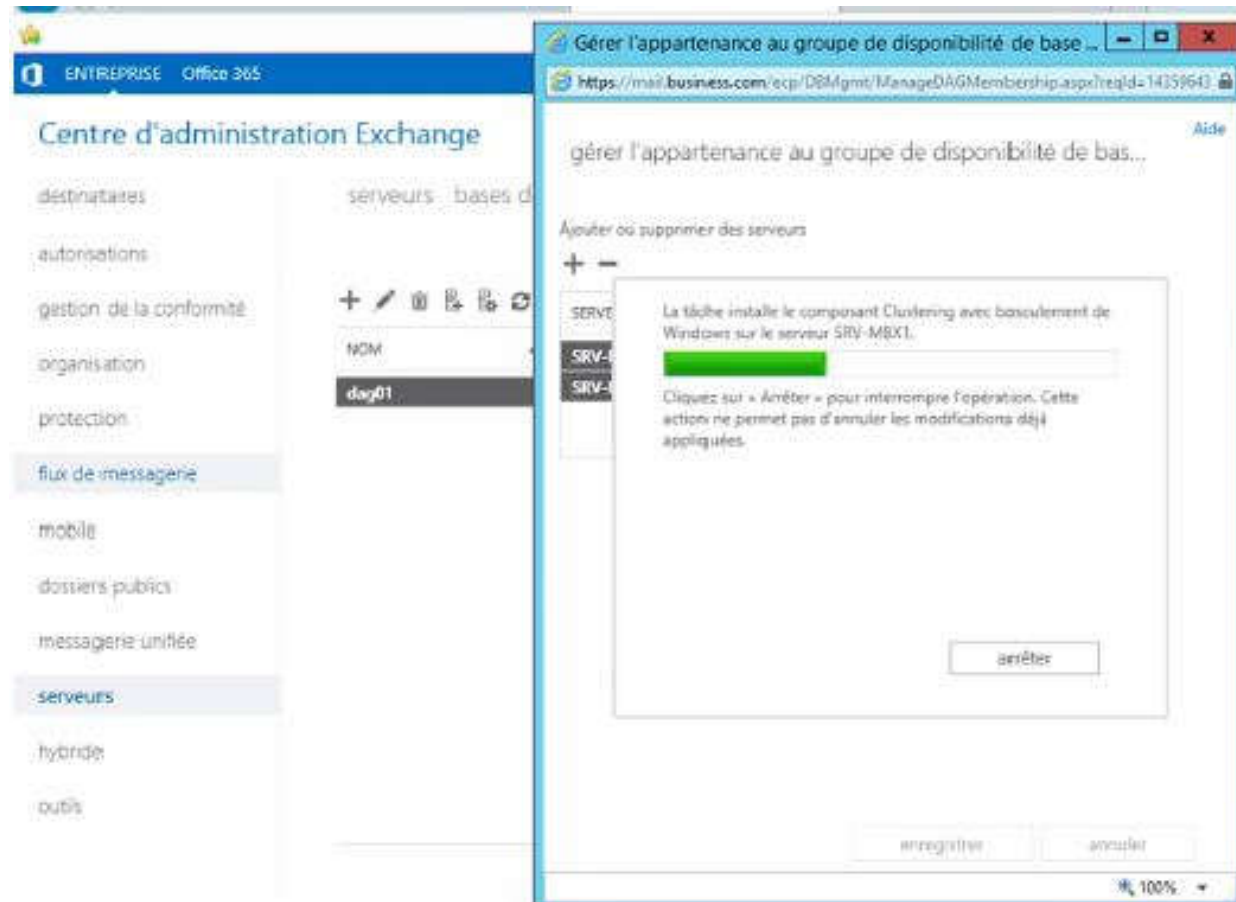 Gérer l'appartenance au groupe de disponibilité de base ...
ENTREPRISE Office 365
https://mail.business.com/ecp/DBMgmt/ManageDAGMembership.aspx?reqId=14359643
Aide
Centre d'administration Exchange
gérer l'appartenance au groupe de disponibilité de bas...
destinataires
autorisations
gestion de la conformité
organisation
protection
flux de messagerie
mobile
dossiers publics
messagerie unifiée
serveurs
hybride
outils
serveurs bases d
NOM
dag01
Ajouter ou supprimer des serveurs
SERVE
SRV-
SRV-
La tâche installe le composant Clustering avec basculement de
Windows sur le serveur SRV-MBX1.
Cliquez sur « Arrêter » pour interrompre l'opération. Cette
action ne permet pas d'annuler les modifications déjà
appliquées.
arrêter
enregistrer annuler
100%